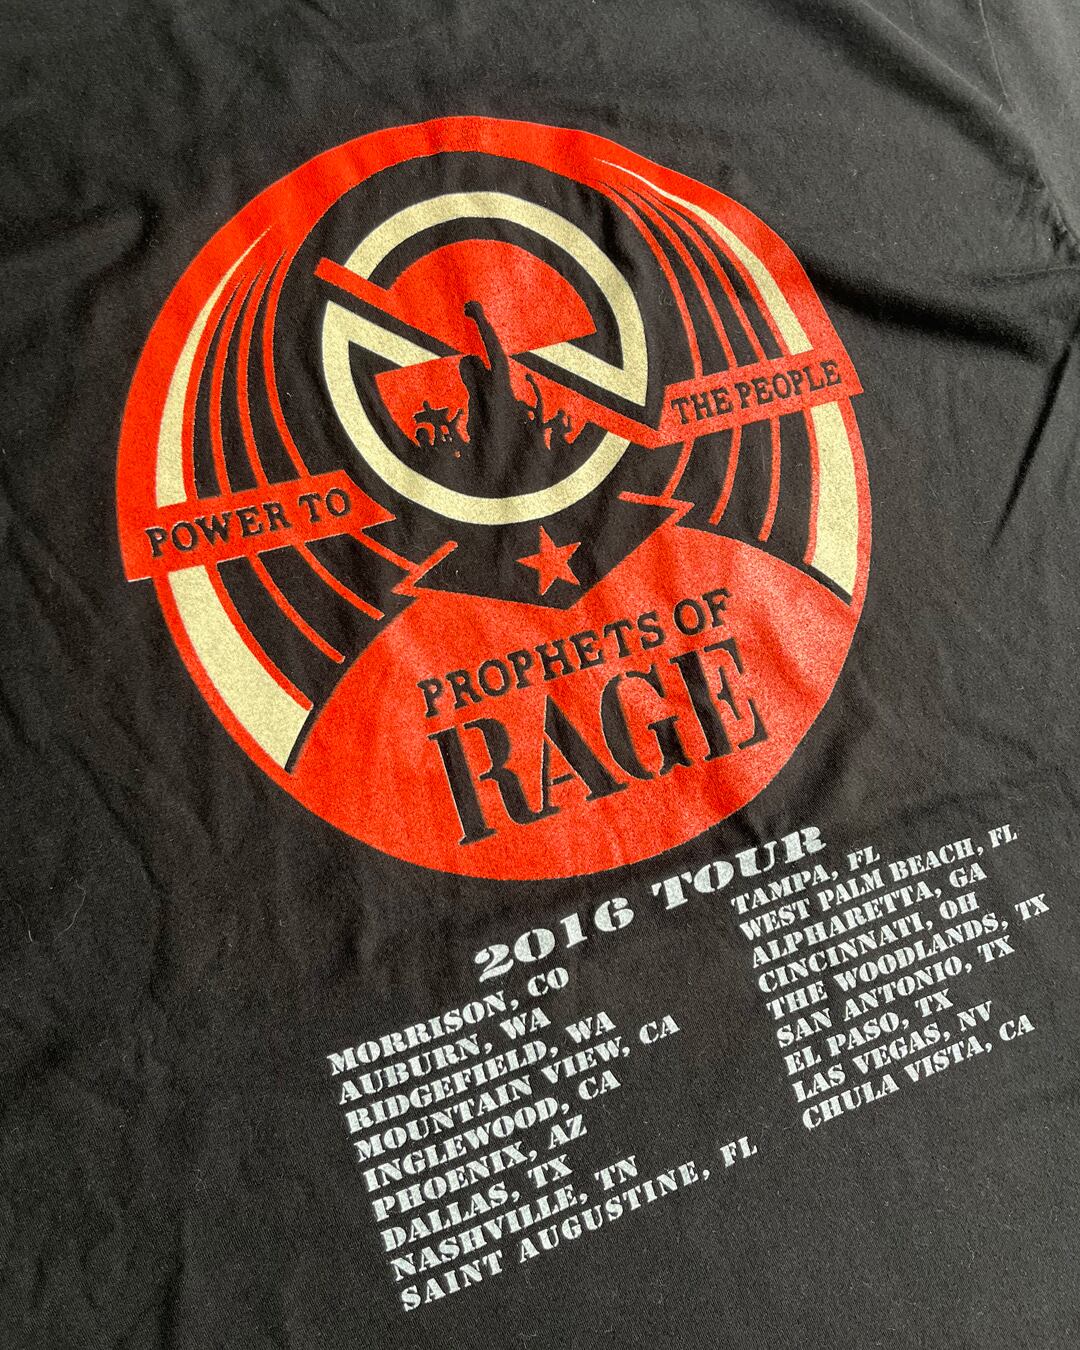 POWER TO
THE PEOPLE
PROPHETS OF
RAGE
2016 TOUR
MORRISON, CO
AUBURN, WA
RIDGEFIELD, WA
MOUNTAIN VIEW, CA
INGLEWOOD, CA
PHOENIX, AZ
DALLAS, TX
NASHVILLE, TN
SAINT AUGUSTINE, FL
TAMPA, FL
WEST PALM BEACH, FL
ALPHARETTA, GA
CINCINNATI, OH
THE WOODLANDS, TX
SAN ANTONIO, TX
EL PASO, TX
LAS VEGAS, NV
CHULA VISTA, CA